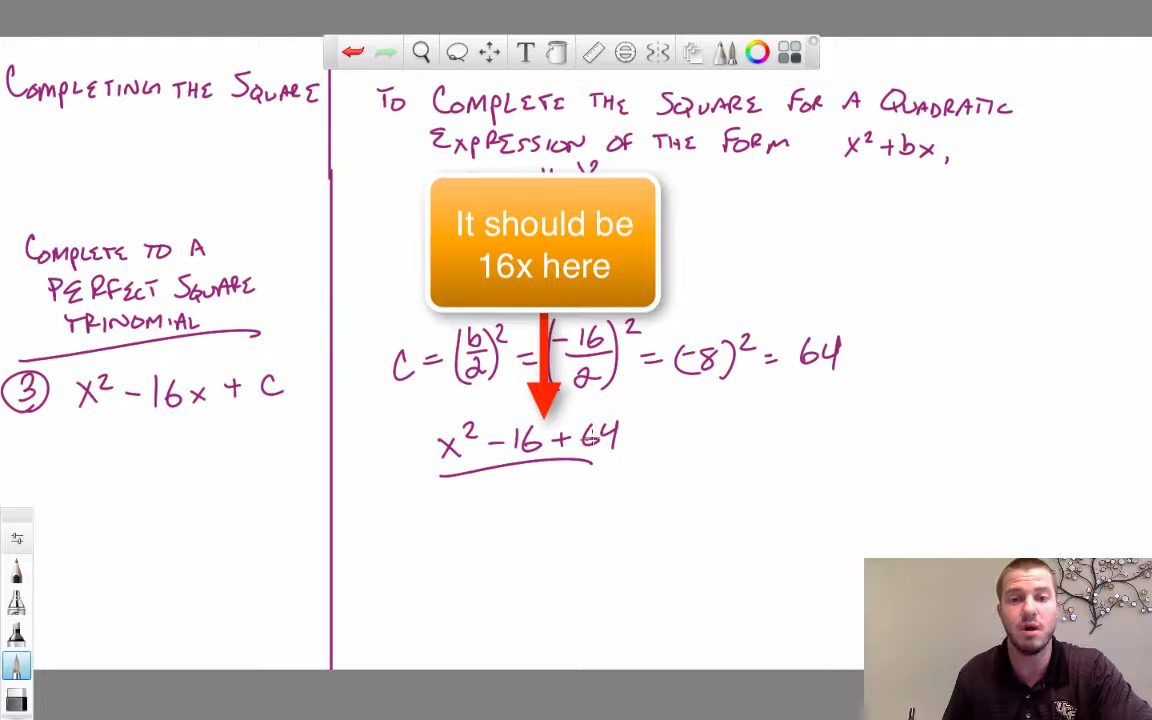 COMPLETING THE SQUARE
COMPLETE TO A
PERFECT SQUARE
TRINOMIAL
3 x² - 16x + C
TO COMPLETE THE SQUARE FOR A QUADRATIC
EXPRESSION OF THE FORM x² + bx,
It should be
16x here
C = (b/2)² = (-16/2)² = (-8)² = 64
x² - 16 + 64
UCF